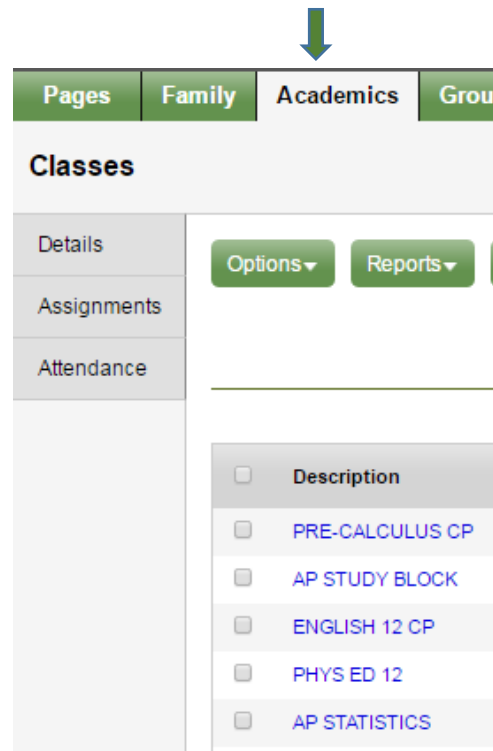 Pages Family Academics Grou
Classes
Details
Options Reports
Assignments
Attendance
Description
PRE-CALCULUS CP
AP STUDY BLOCK
ENGLISH 12 CP
PHYS ED 12
AP STATISTICS